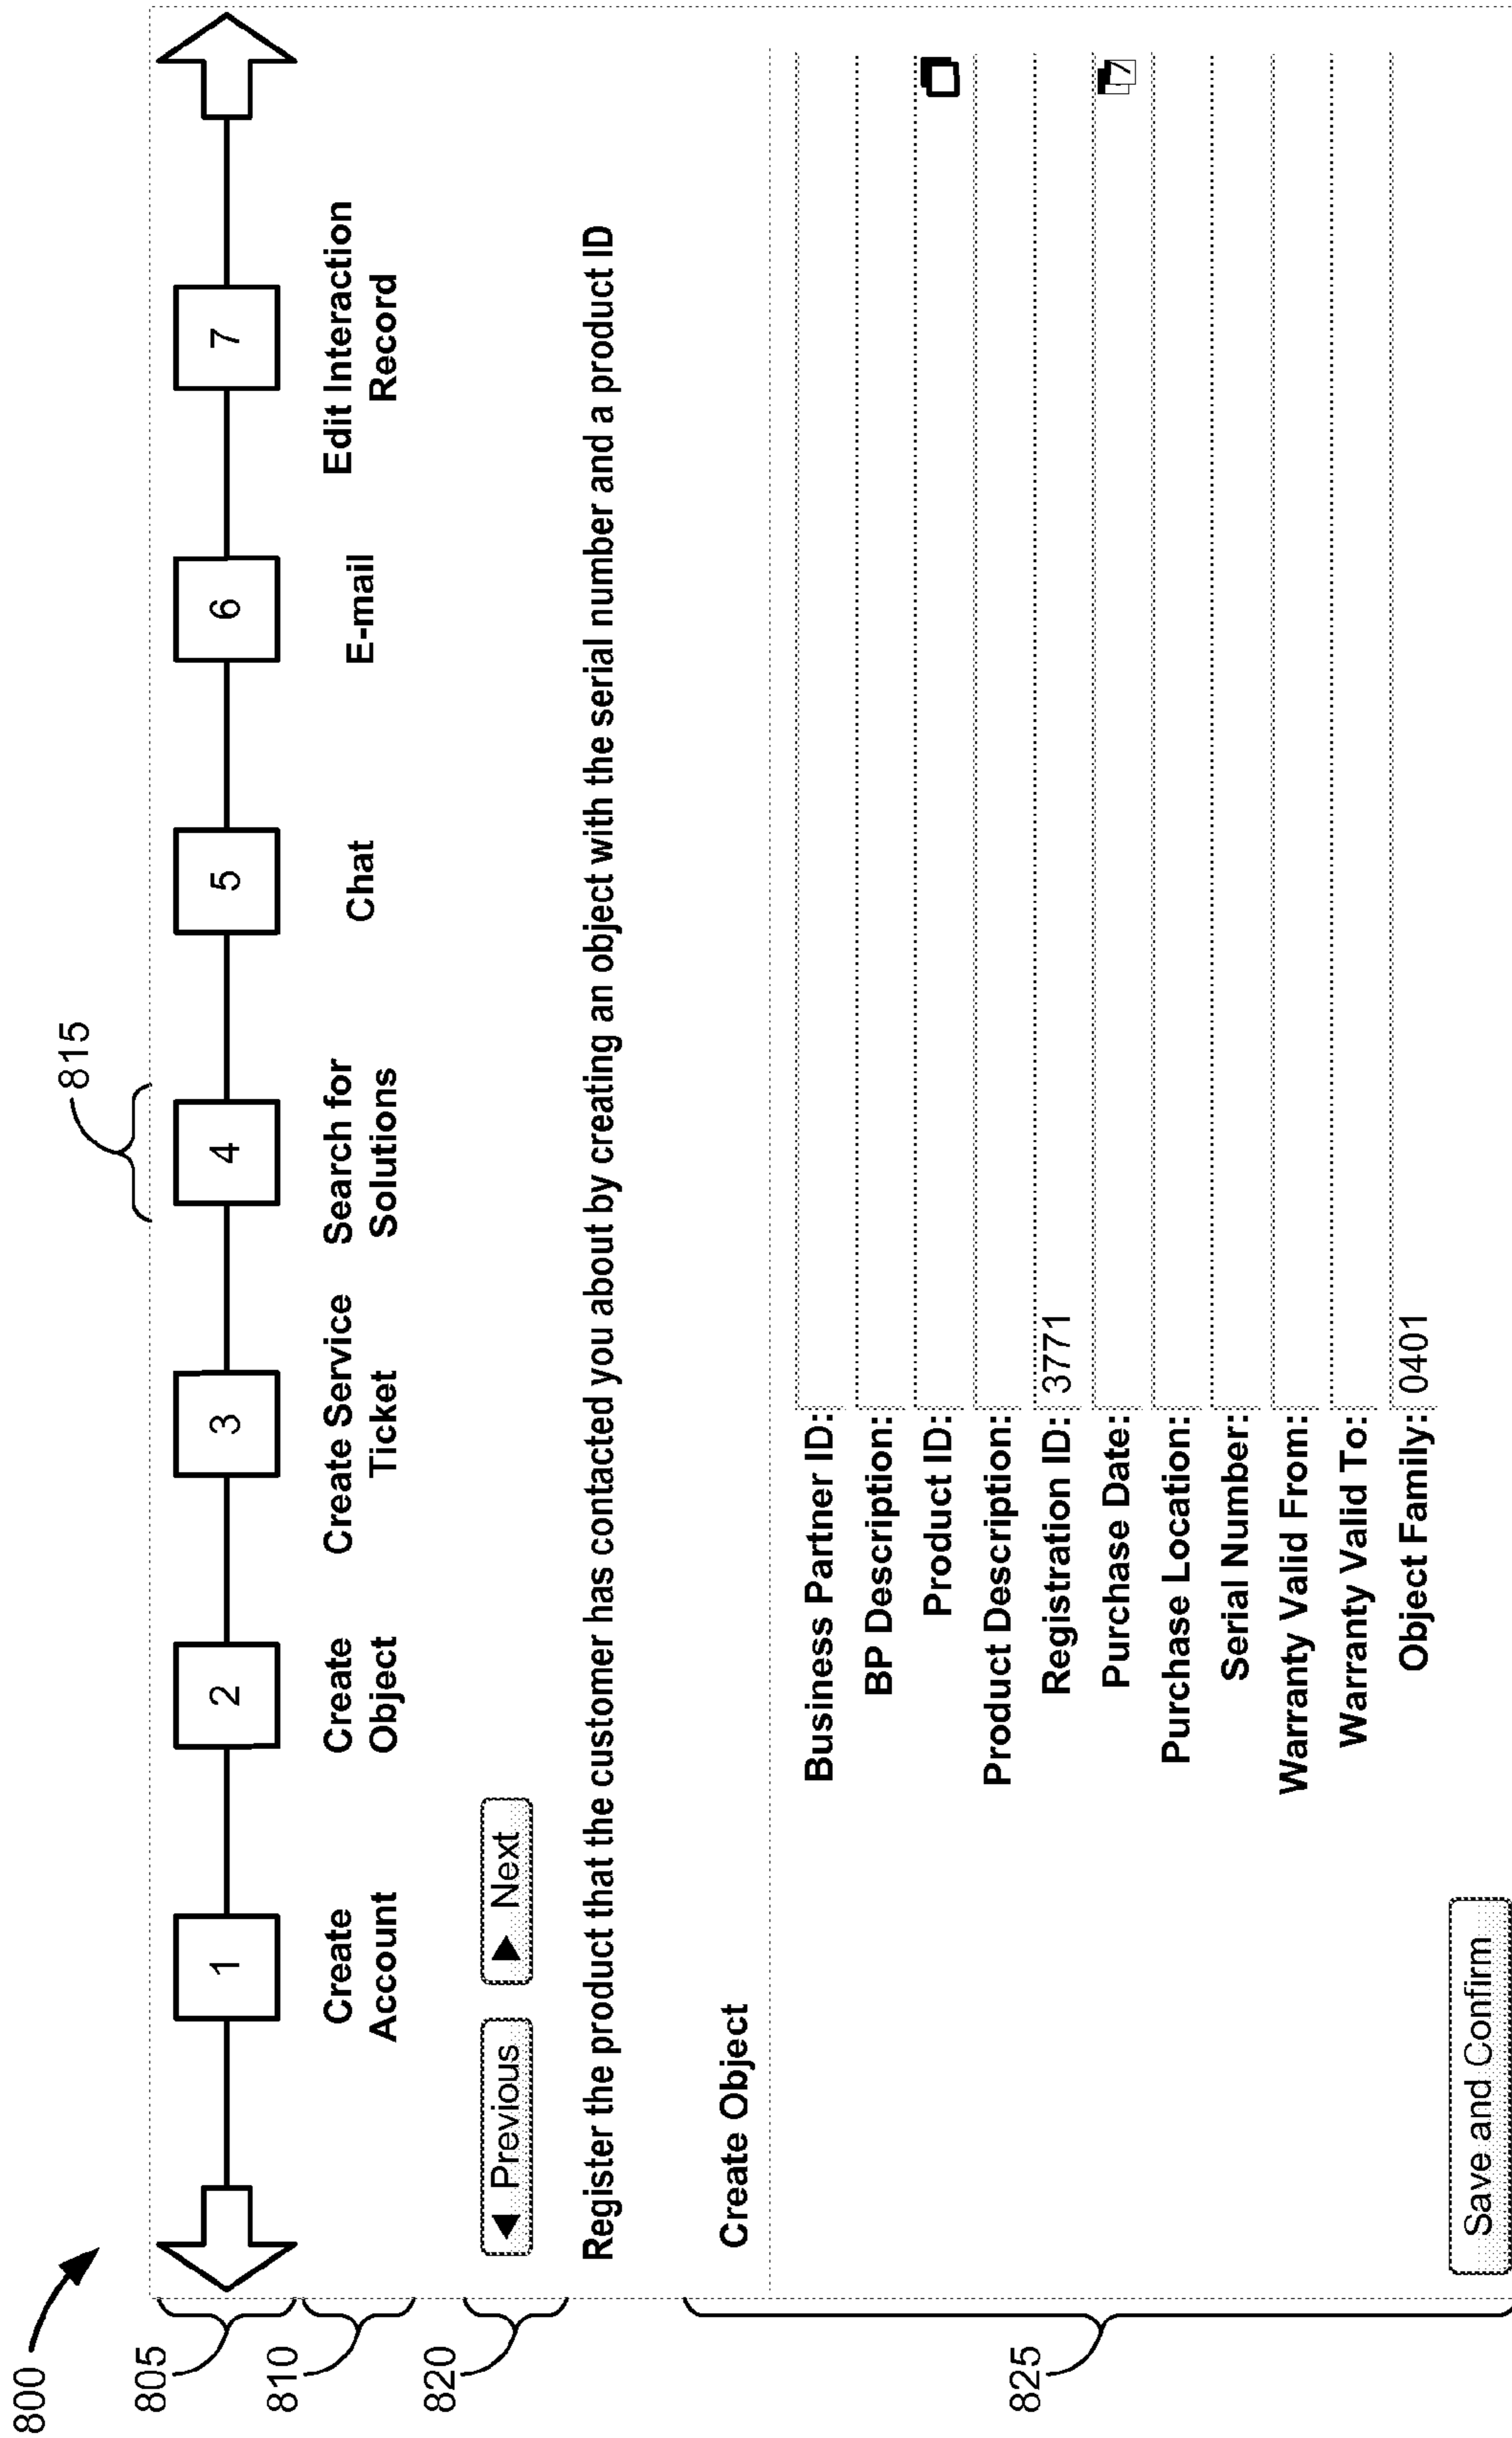 800
815
805
1 2 3 4 5 6 7
810
Create Account
Create Object
Create Service Ticket
Search for Solutions
Chat
E-mail
Edit Interaction Record
820
Previous
Next
Register the product that the customer has contacted you about by creating an object with the serial number and a product ID
Create Object
825
Business Partner ID:
BP Description:
Product ID:
Product Description:
Registration ID: 3771
Purchase Date: 7
Purchase Location:
Serial Number:
Warranty Valid From:
Warranty Valid To:
Object Family: 0401
Save and Confirm